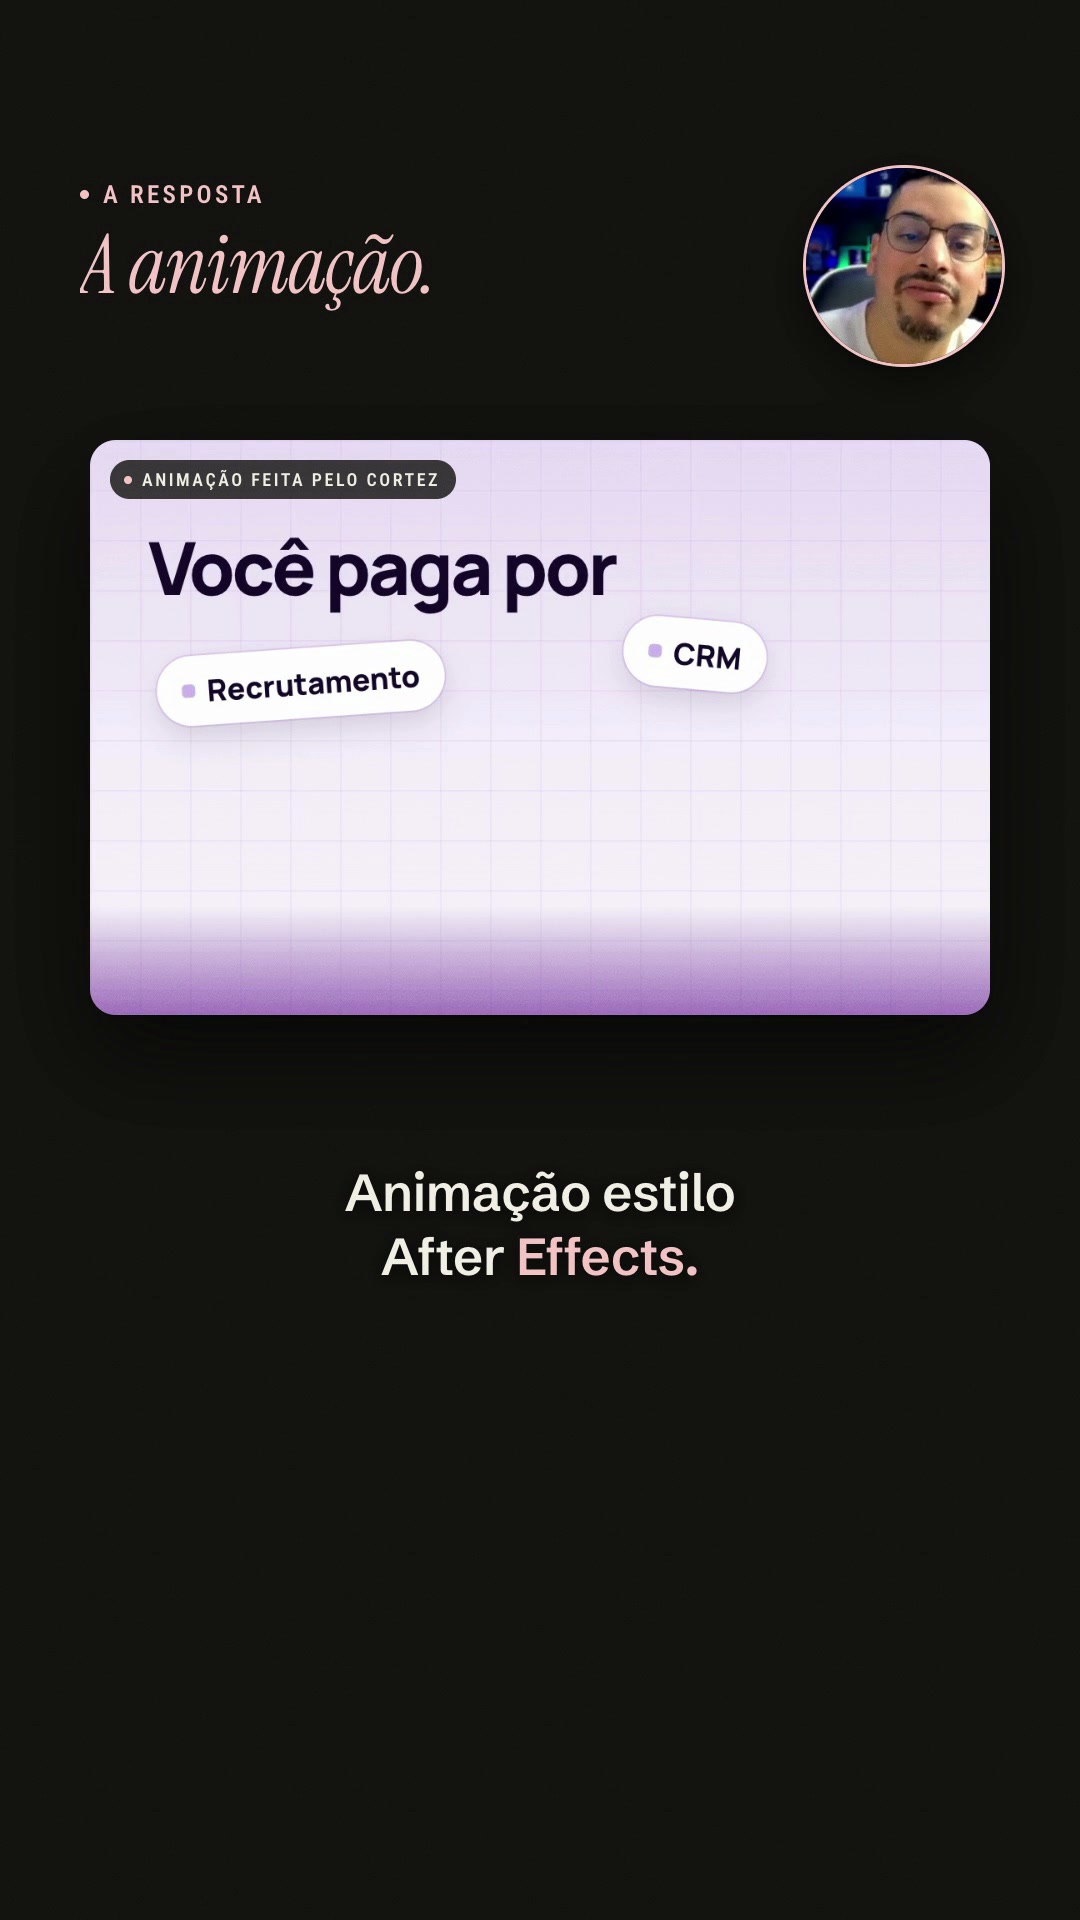 A RESPOSTA
A animação.
ANIMAÇÃO FEITA PELO CORTEZ
Você paga por
CRM
Recrutamento
Animação estilo
After Effects.